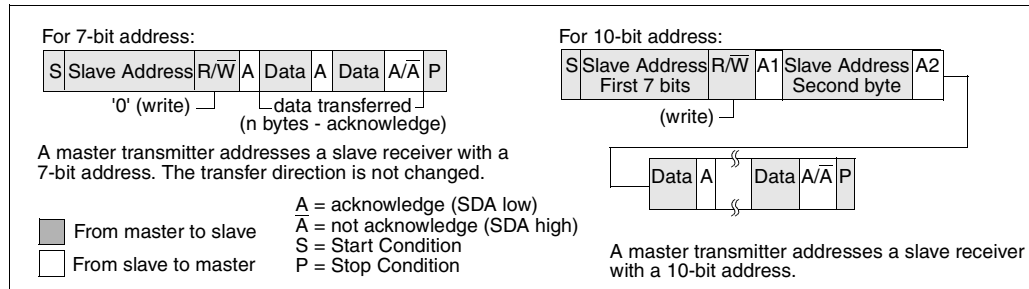 For 7-bit address:
S Slave Address R/W̅ A Data A Data A/A̅ P
'0' (write) data transferred
(n bytes - acknowledge)
A master transmitter addresses a slave receiver with a
7-bit address. The transfer direction is not changed.
From master to slave
From slave to master
A = acknowledge (SDA low)
A̅ = not acknowledge (SDA high)
S = Start Condition
P = Stop Condition
For 10-bit address:
S Slave Address R/W̅ A1 Slave Address A2
First 7 bits Second byte
(write)
Data A Data A/A̅ P
A master transmitter addresses a slave receiver
with a 10-bit address.